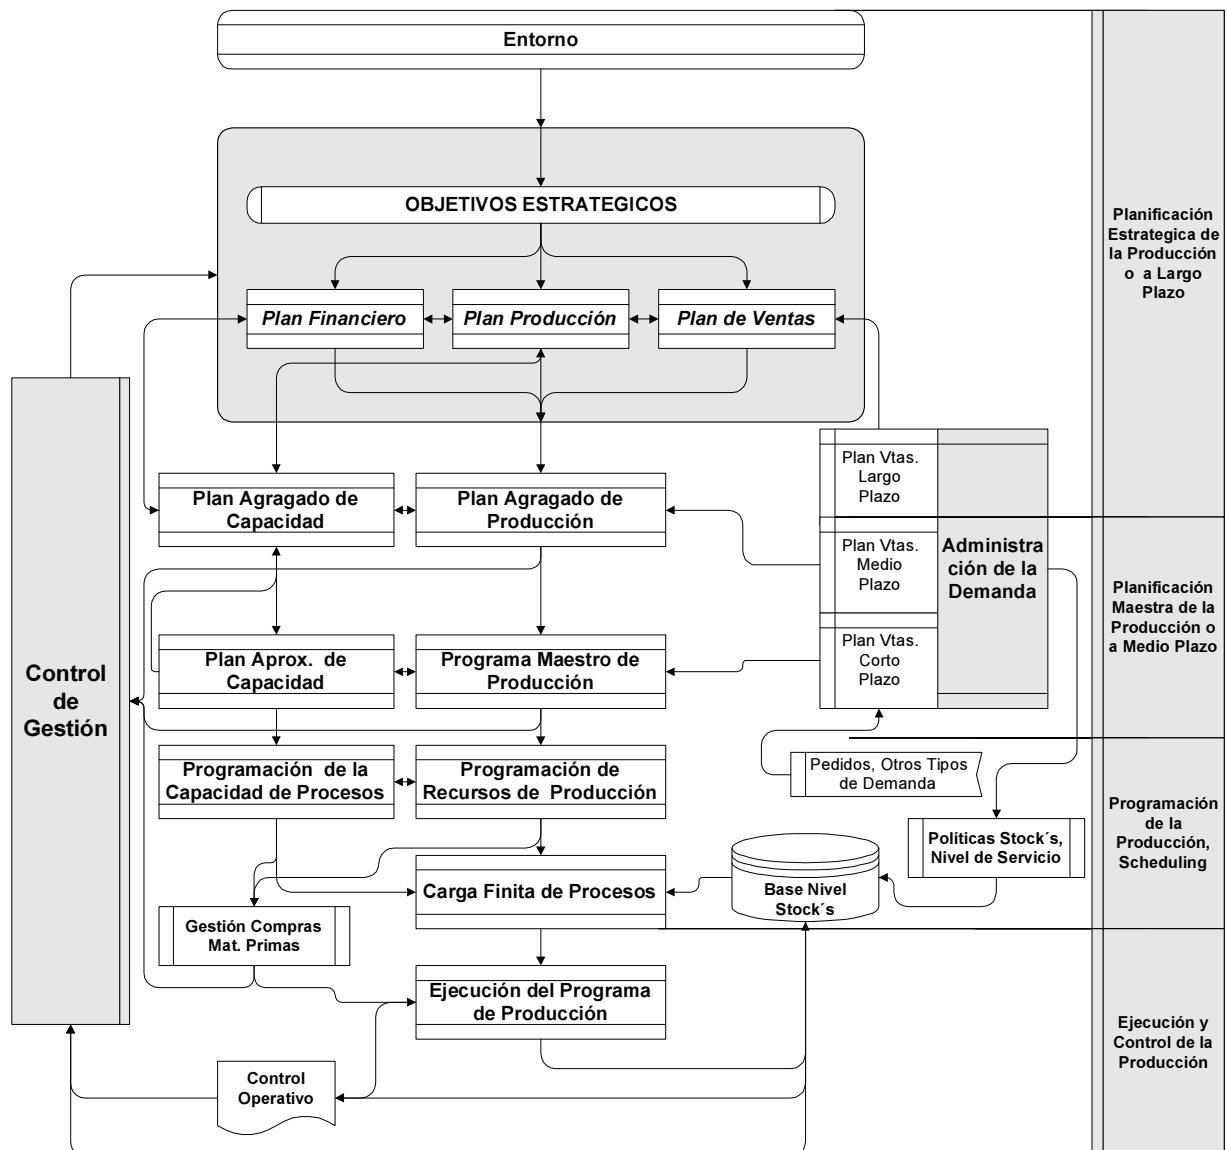 Entorno
OBJETIVOS ESTRATEGICOS
Plan Financiero
Plan Producción
Plan de Ventas
Planificación
Estrategica de
la Producción
o a Largo
Plazo
Plan Vtas.
Largo
Plazo
Plan Agragado de
Capacidad
Plan Agragado de
Producción
Plan Vtas.
Medio
Plazo
Administra
ción de la
Demanda
Planificación
Maestra de la
Producción o
a Medio Plazo
Control
de
Gestión
Plan Aprox. de
Capacidad
Programa Maestro de
Producción
Plan Vtas.
Corto
Plazo
Programación de la
Capacidad de Procesos
Programación de
Recursos de Producción
Pedidos, Otros Tipos
de Demanda
Programación
de la
Producción,
Scheduling
Políticas Stock´s,
Nivel de Servicio
Carga Finita de Procesos
Base Nivel
Stock´s
Gestión Compras
Mat. Primas
Ejecución del Programa
de Producción
Ejecución y
Control de la
Producción
Control
Operativo